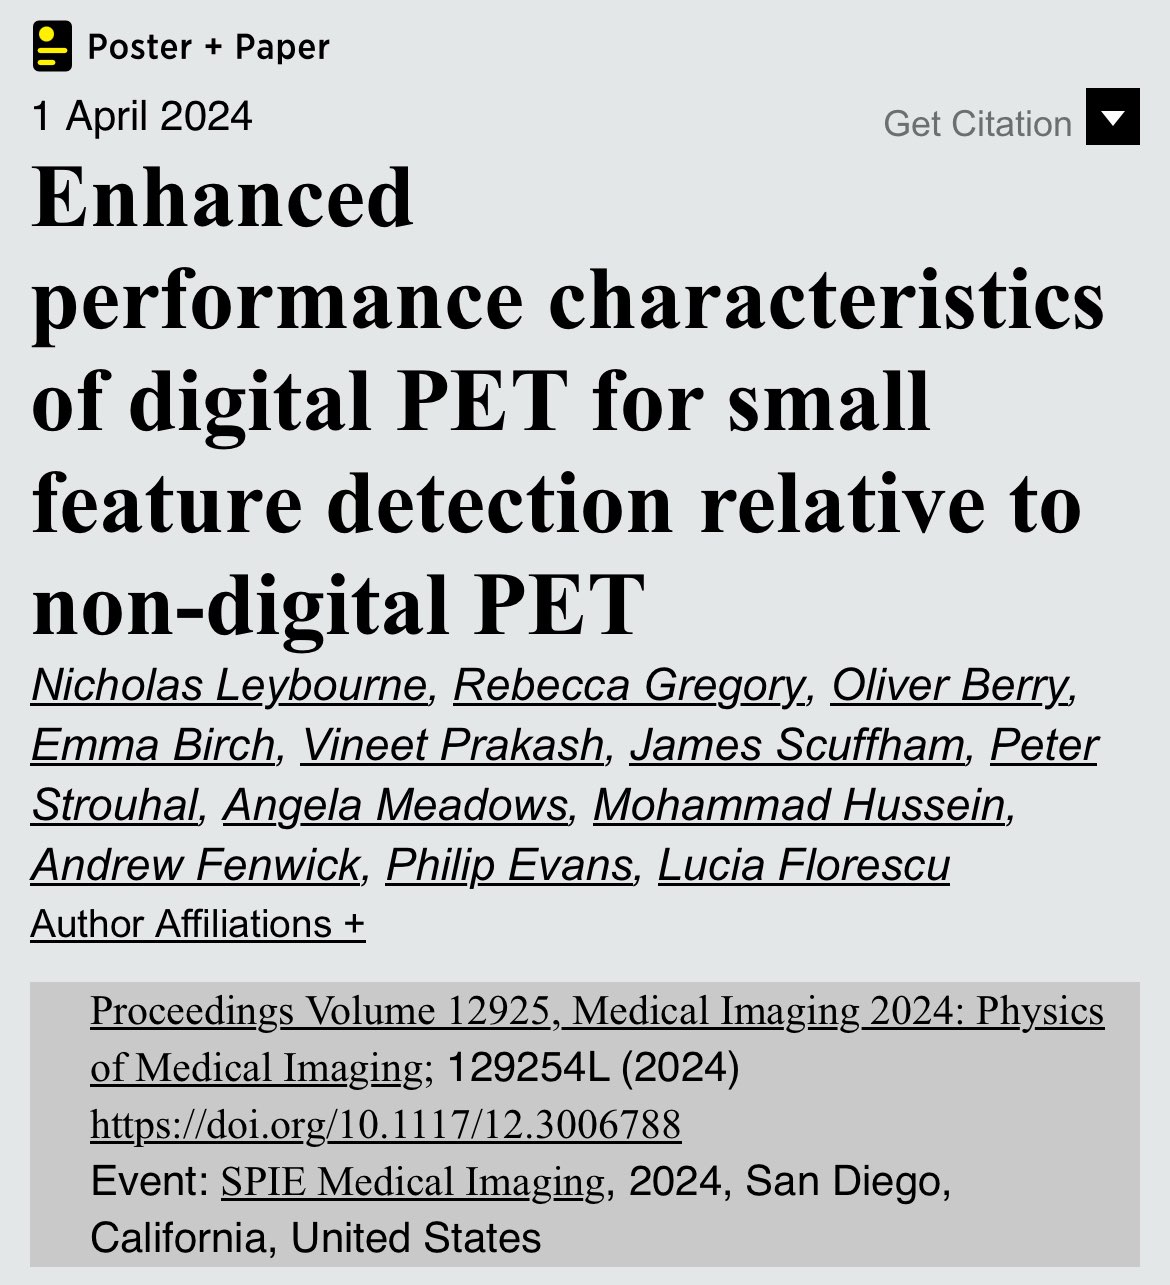 Poster + Paper
1 April 2024
Get Citation
Enhanced
performance characteristics
of digital PET for small
feature detection relative to
non-digital PET
Nicholas Leybourne, Rebecca Gregory, Oliver Berry,
Emma Birch, Vineet Prakash, James Scuffham, Peter
Strouhal, Angela Meadows, Mohammad Hussein,
Andrew Fenwick, Philip Evans, Lucia Florescu
Author Affiliations +
Proceedings Volume 12925, Medical Imaging 2024: Physics
of Medical Imaging; 129254L (2024)
https://doi.org/10.1117/12.3006788
Event: SPIE Medical Imaging, 2024, San Diego,
California, United States